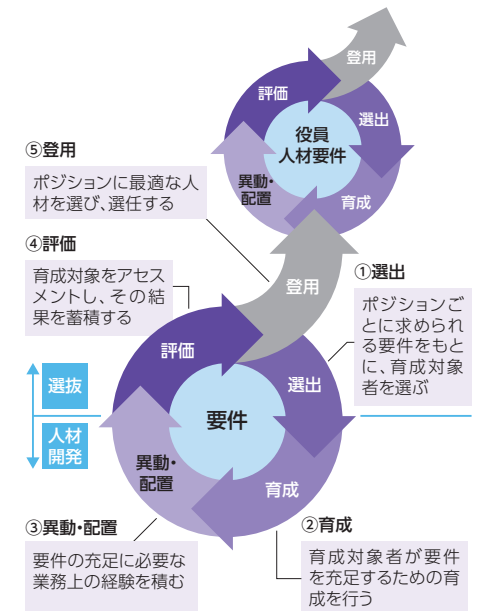 登用
評価
選出
役員
人材要件
異動・
配置
育成
⑤登用
ポジションに最適な人
材を選び、選任する
④評価
育成対象をアセス
メントし、その結
果を蓄積する
登用
①選出
ポジションご
とに求められ
る要件をもと
に、育成対象
者を選ぶ
評価
選出
選抜
要件
人材
開発
異動・
配置
育成
③異動・配置
要件の充足に必要な
業務上の経験を積む
②育成
育成対象者が要件
を充足するための育
成を行う